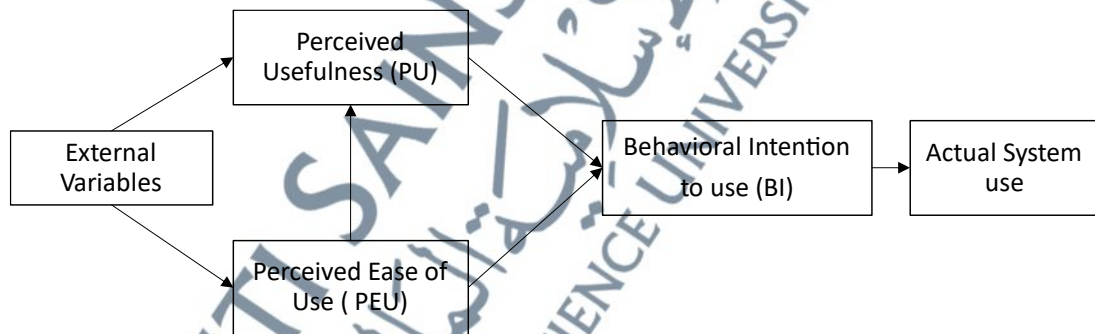 Perceived
Usefulness (PU)
External
Variables
Behavioral Intention
to use (BI)
Actual System
use
Perceived Ease of
Use ( PEU)